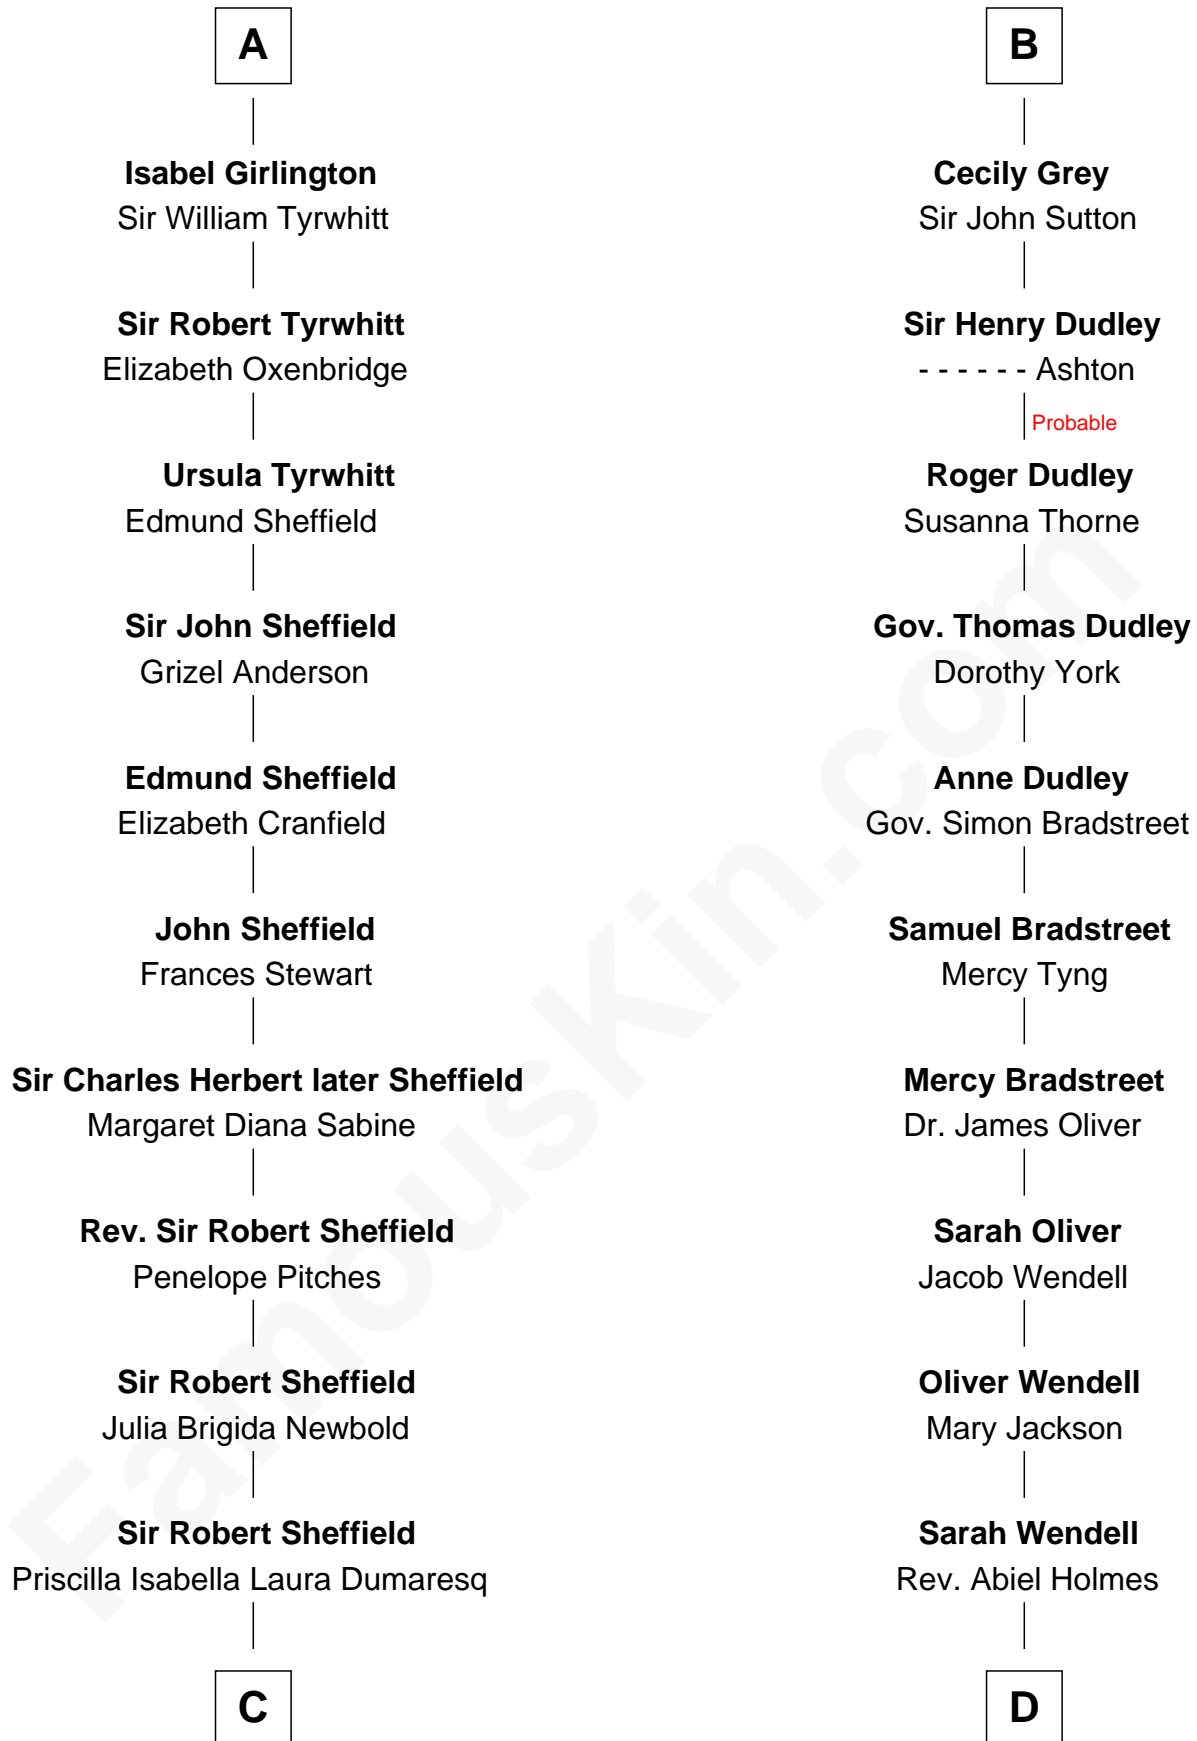 A
Isabel Girlington
Sir William Tyrwhitt
Sir Robert Tyrwhitt
Elizabeth Oxenbridge
Ursula Tyrwhitt
Edmund Sheffield
Sir John Sheffield
Grizel Anderson
Edmund Sheffield
Elizabeth Cranfield
John Sheffield
Frances Stewart
Sir Charles Herbert later Sheffield
Margaret Diana Sabine
Rev. Sir Robert Sheffield
Penelope Pitches
Sir Robert Sheffield
Julia Brigida Newbold
Sir Robert Sheffield
Priscilla Isabella Laura Dumaresq
C
B
Cecily Grey
Sir John Sutton
Sir Henry Dudley
- - - - - - Ashton
Probable
Roger Dudley
Susanna Thorne
Gov. Thomas Dudley
Dorothy York
Anne Dudley
Gov. Simon Bradstreet
Samuel Bradstreet
Mercy Tyng
Mercy Bradstreet
Dr. James Oliver
Sarah Oliver
Jacob Wendell
Oliver Wendell
Mary Jackson
Sarah Wendell
Rev. Abiel Holmes
D
FamousKin.com